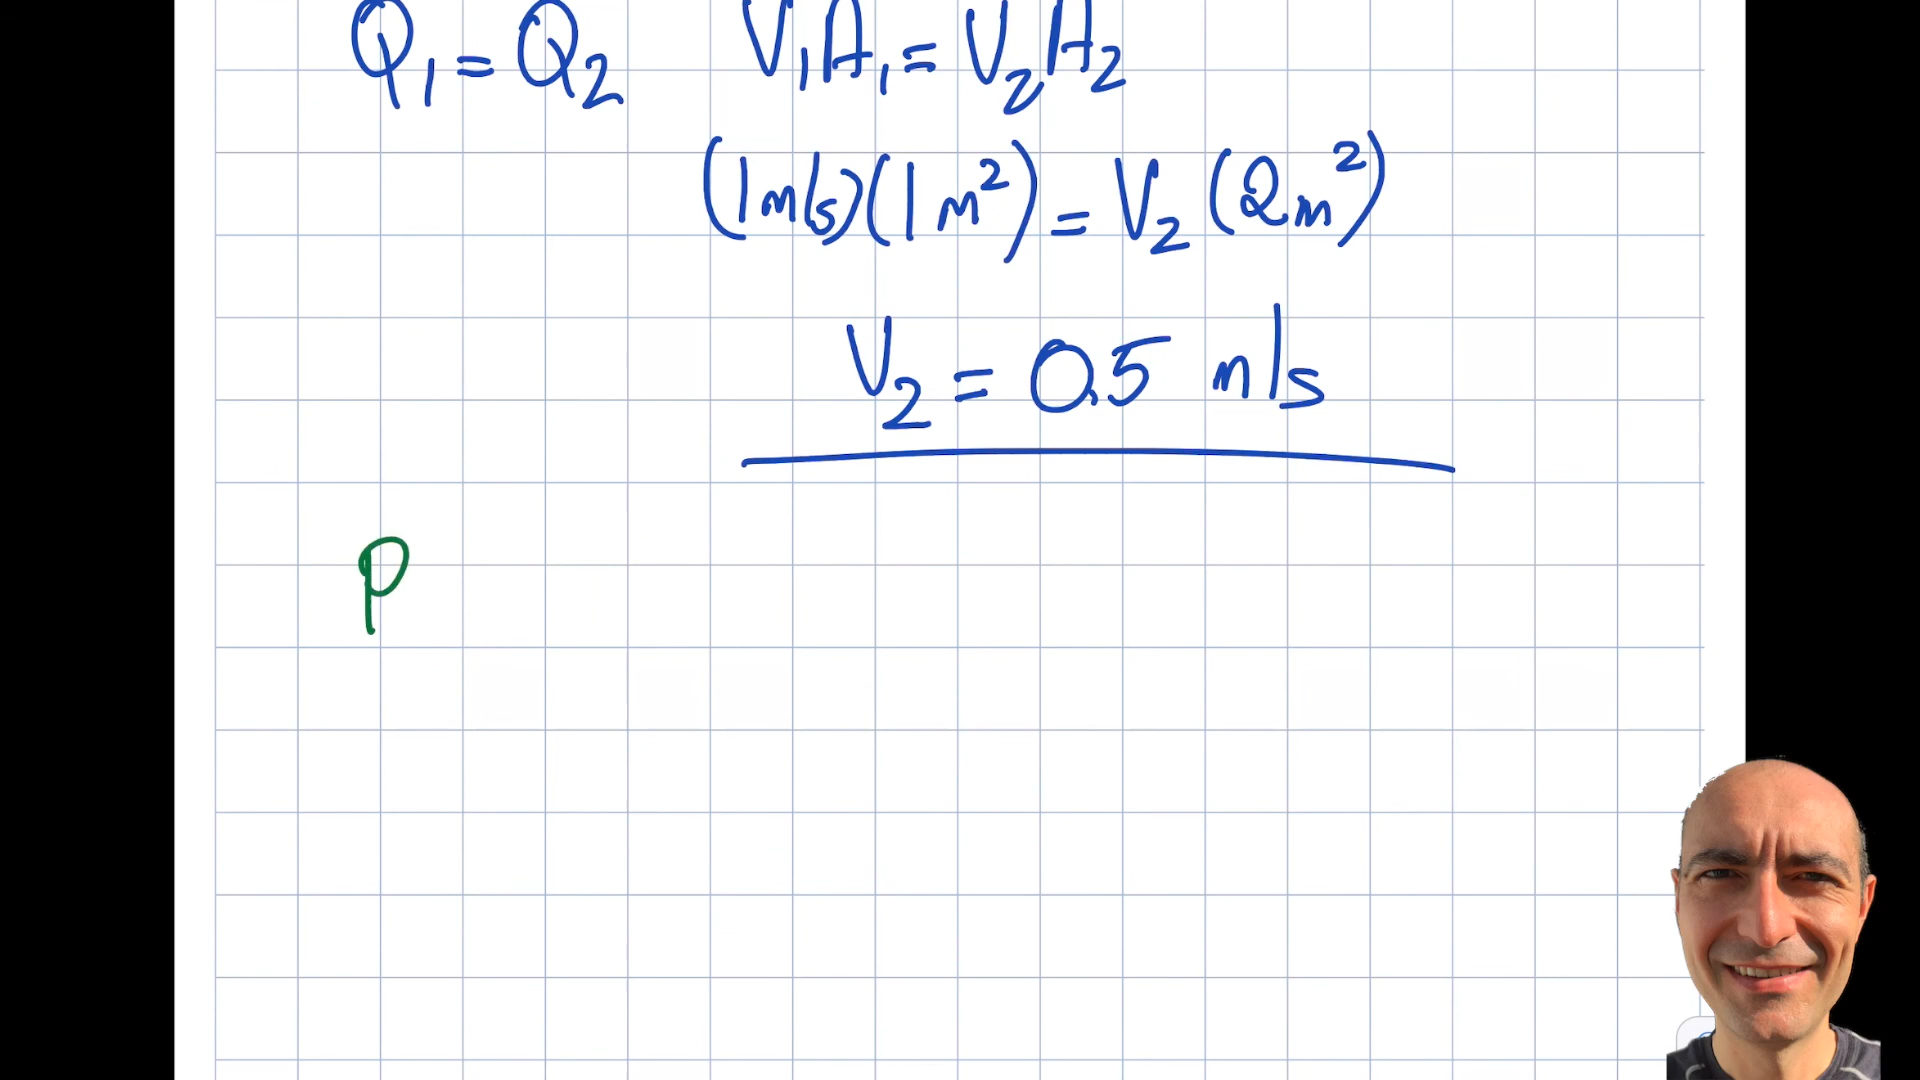 Q₁ = Q₂ V₁A₁ = V₂A₂
(1m/s)(1m²) = V₂(2m²)
V₂ = 0.5 m/s
P